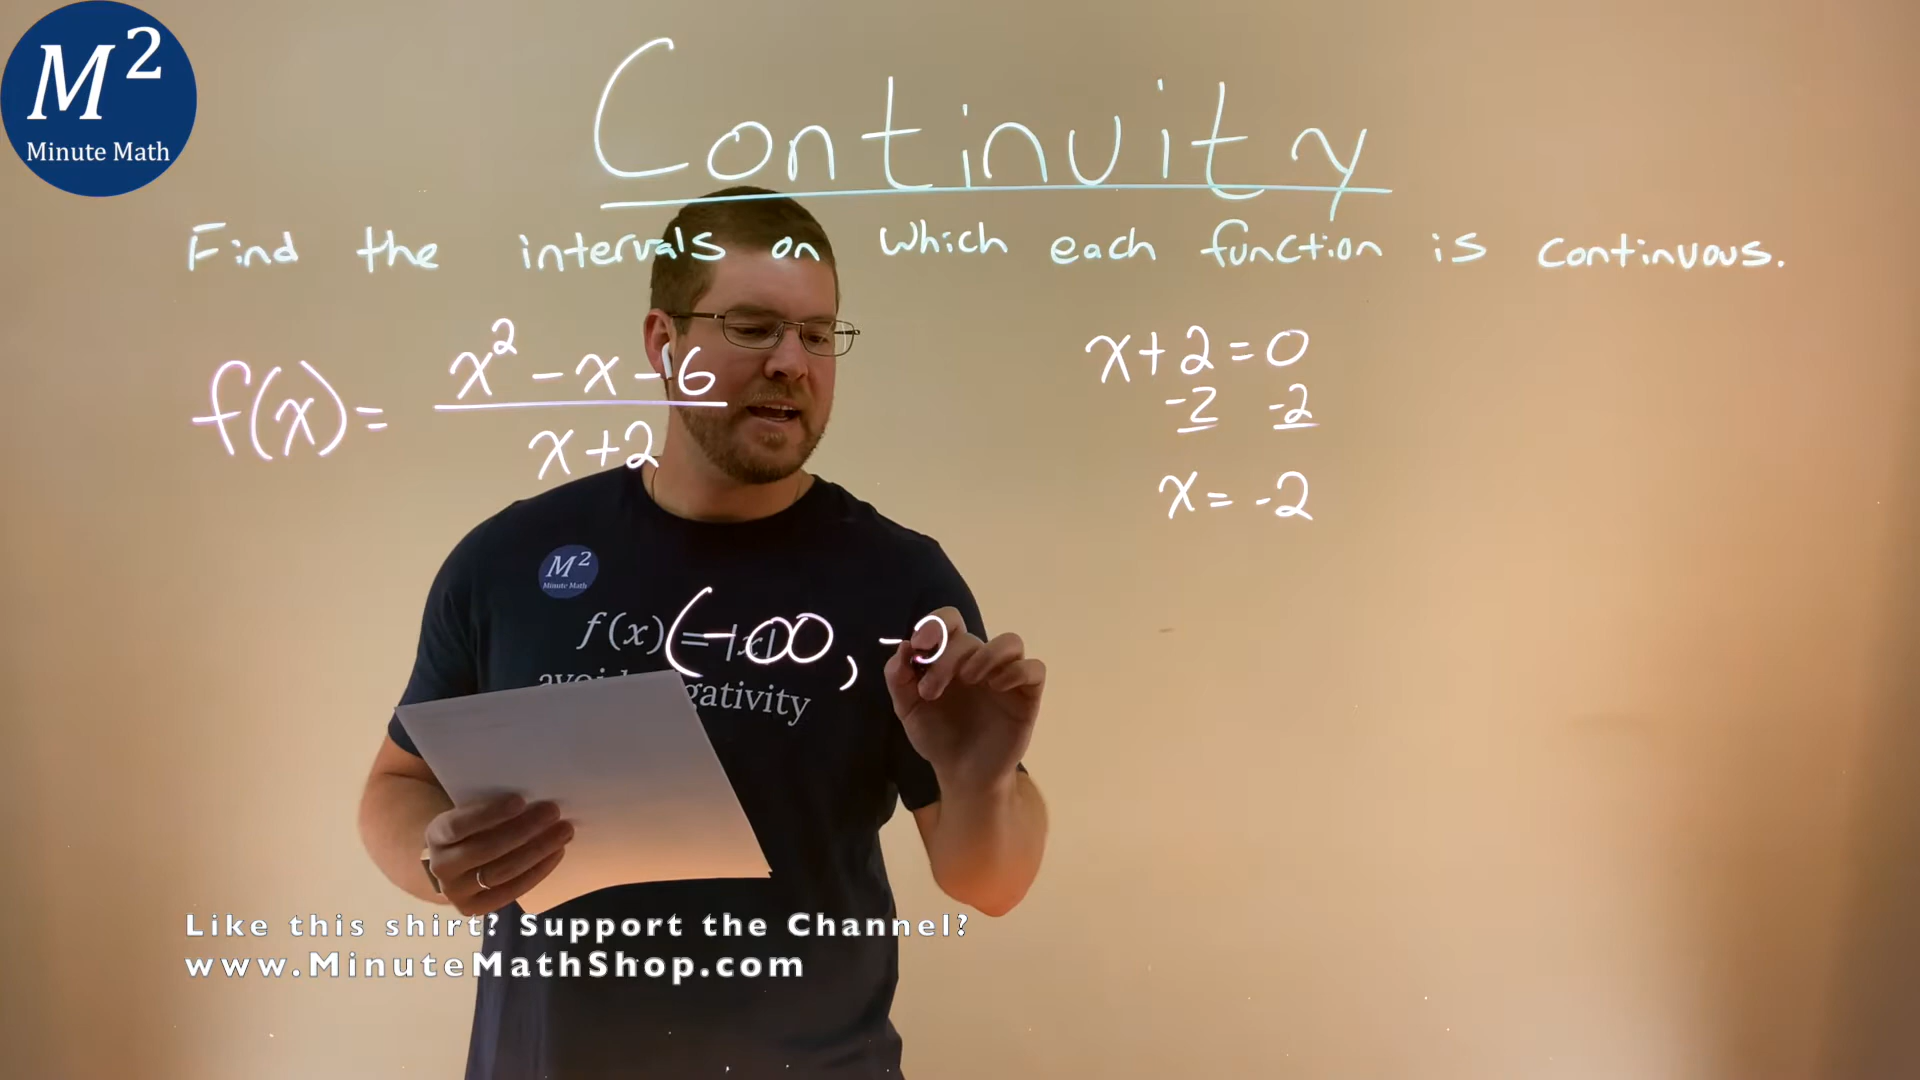 M²
Minute Math
Continuity
Find the intervals on which each function is continuous.
f(x) = \frac{x² - x - 6}{x + 2}
x + 2 = 0
-2 -2
x = -2
M²
Minute Math
f(x) = |x|
(-∞, -2
Like this shirt? Support the Channel?
www.MinuteMathShop.com